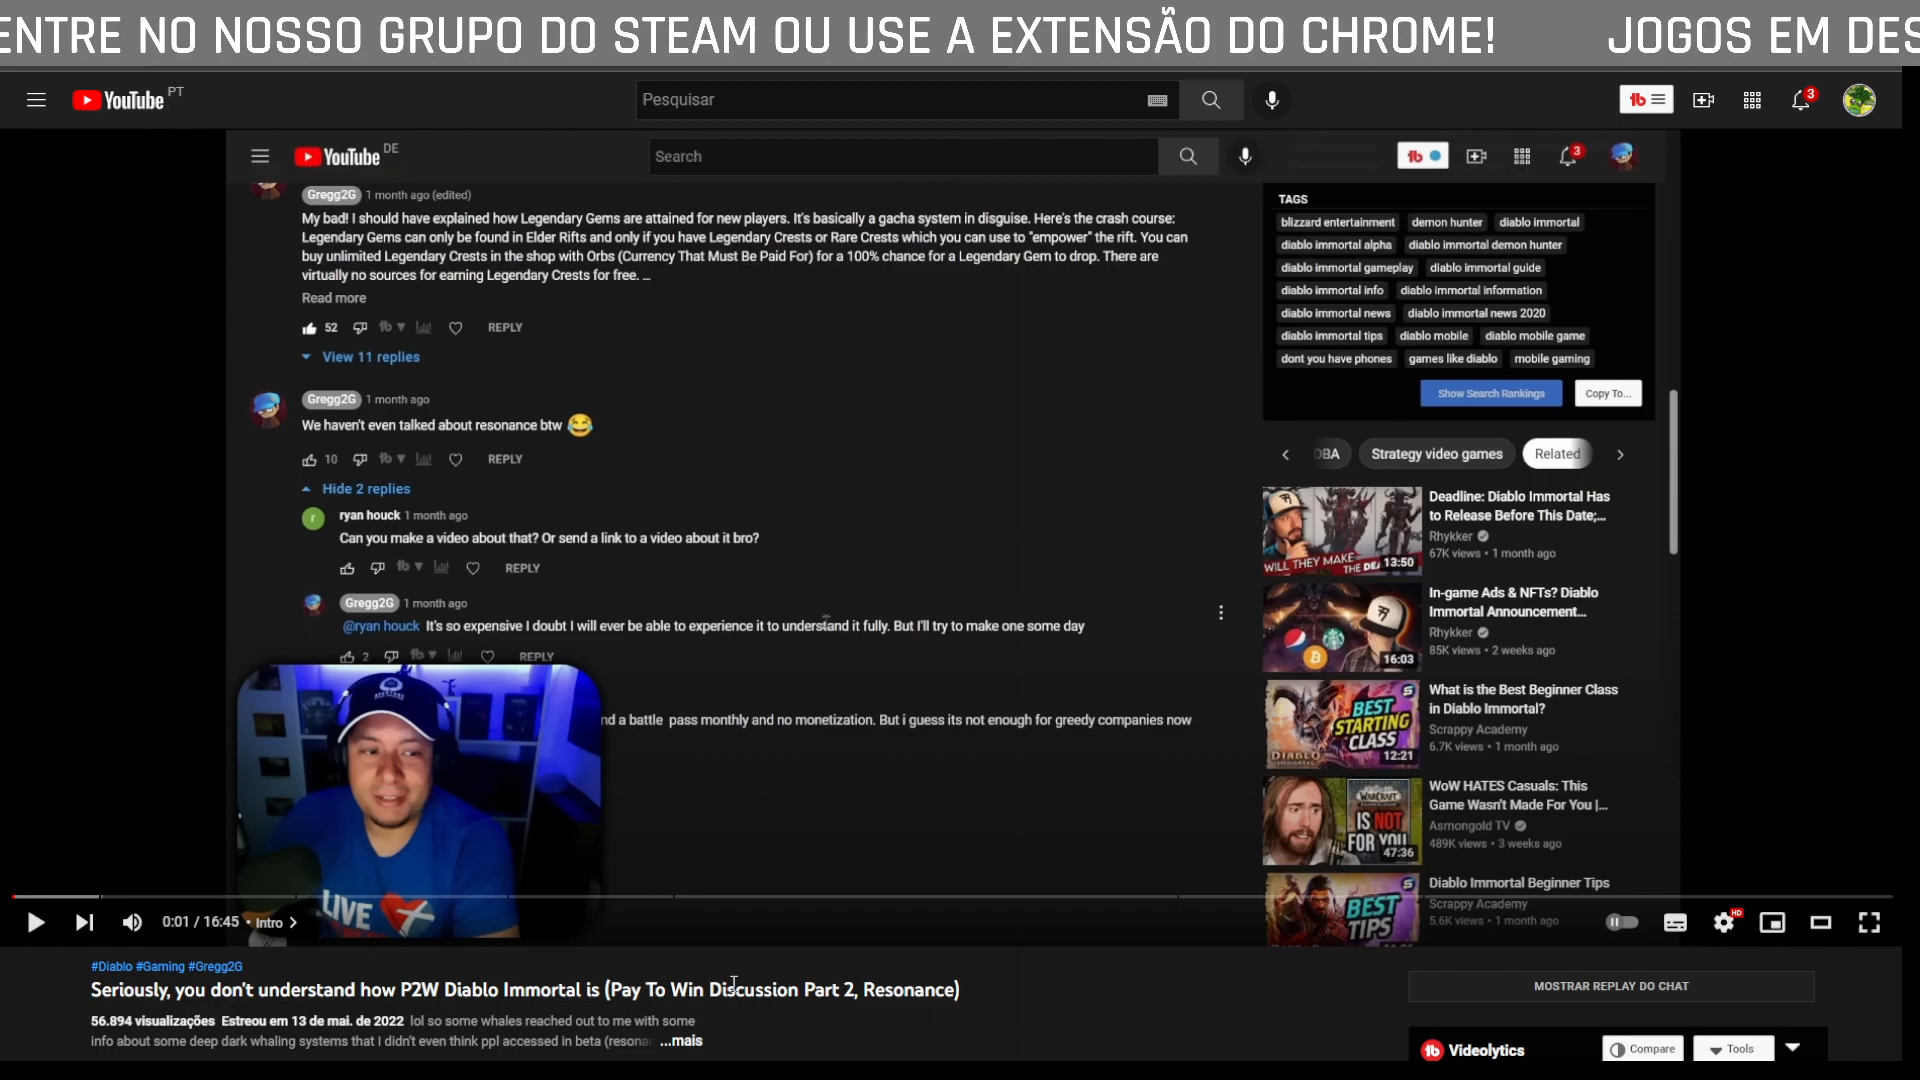 ENTRE NO NOSSO GRUPO DO STEAM OU USE A EXTENSÃO DO CHROME! JOGOS EM DES
YouTube PT
Pesquisar
3
YouTube DE
Search
3
Gregg2G 1 month ago (edited)
My bad! I should have explained how Legendary Gems are attained for new players. It's basically a gacha system in disguise. Here's the crash course:
Legendary Gems can only be found in Elder Rifts and only if you have Legendary Crests or Rare Crests which you can use to "empower" the rift. You can
buy unlimited Legendary Crests in the shop with Orbs (Currency That Must Be Paid For) for a 100% chance for a Legendary Gem to drop. There are
virtually no sources for earning Legendary Crests for free. ...
Read more
52 REPLY
View 11 replies
Gregg2G 1 month ago
We haven't even talked about resonance btw 😂
10 REPLY
Hide 2 replies
r
ryan houck 1 month ago
Can you make a video about that? Or send a link to a video about it bro?
REPLY
Gregg2G 1 month ago
@ryan houck It's so expensive I doubt I will ever be able to experience it to understand it fully. But I'll try to make one some day
2 REPLY
nd a battle pass monthly and no monetization. But i guess its not enough for greedy companies now
LIVE
TAGS
blizzard entertainment demon hunter diablo immortal
diablo immortal alpha diablo immortal demon hunter
diablo immortal gameplay diablo immortal guide
diablo immortal info diablo immortal information
diablo immortal news diablo immortal news 2020
diablo immortal tips diablo mobile diablo mobile game
dont you have phones games like diablo mobile gaming
Show Search Rankings Copy To...
OBA Strategy video games Related
WILL THEY MAKE THE DEA 13:50
Deadline: Diablo Immortal Has
to Release Before This Date;...
Rhykker
67K views • 1 month ago
16:03
In-game Ads & NFTs? Diablo
Immortal Announcement...
Rhykker
85K views • 2 weeks ago
BEST
STARTING
CLASS
DIABLO
IMMORTAL
12:21
What is the Best Beginner Class
in Diablo Immortal?
Scrappy Academy
6.7K views • 1 month ago
WARCRAFT
IS NOT
FOR YOU
47:36
WoW HATES Casuals: This
Game Wasn't Made For You |...
Asmongold TV
489K views • 3 weeks ago
BEST
TIPS
Diablo Immortal Beginner Tips
Scrappy Academy
5.6K views • 1 month ago
0:01 / 16:45 • Intro
HD
#Diablo #Gaming #Gregg2G
Seriously, you don't understand how P2W Diablo Immortal is (Pay To Win Discussion Part 2, Resonance)
56.894 visualizações Estreou em 13 de mai. de 2022 lol so some whales reached out to me with some
info about some deep dark whaling systems that I didn't even think ppl accessed in beta (resonan ...mais
MOSTRAR REPLAY DO CHAT
Videolytics Compare Tools